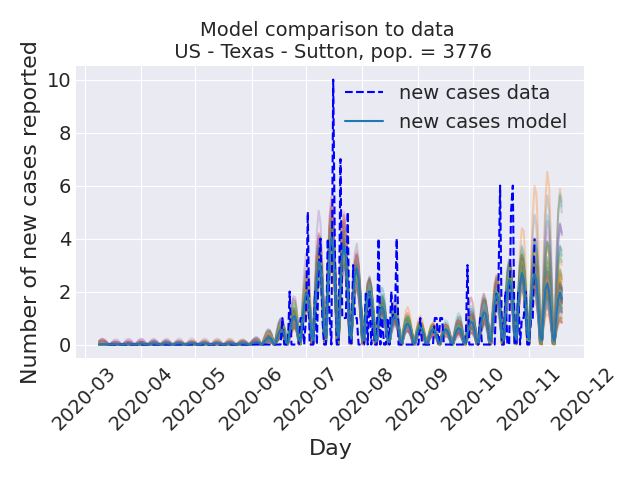 Model comparison to data
US - Texas - Sutton, pop. = 3776
Number of new cases reported
10
8
6
4
2
0
new cases data
new cases model
2020-03
2020-04
2020-05
2020-06
2020-07
2020-08
2020-09
2020-10
2020-11
2020-12
Day